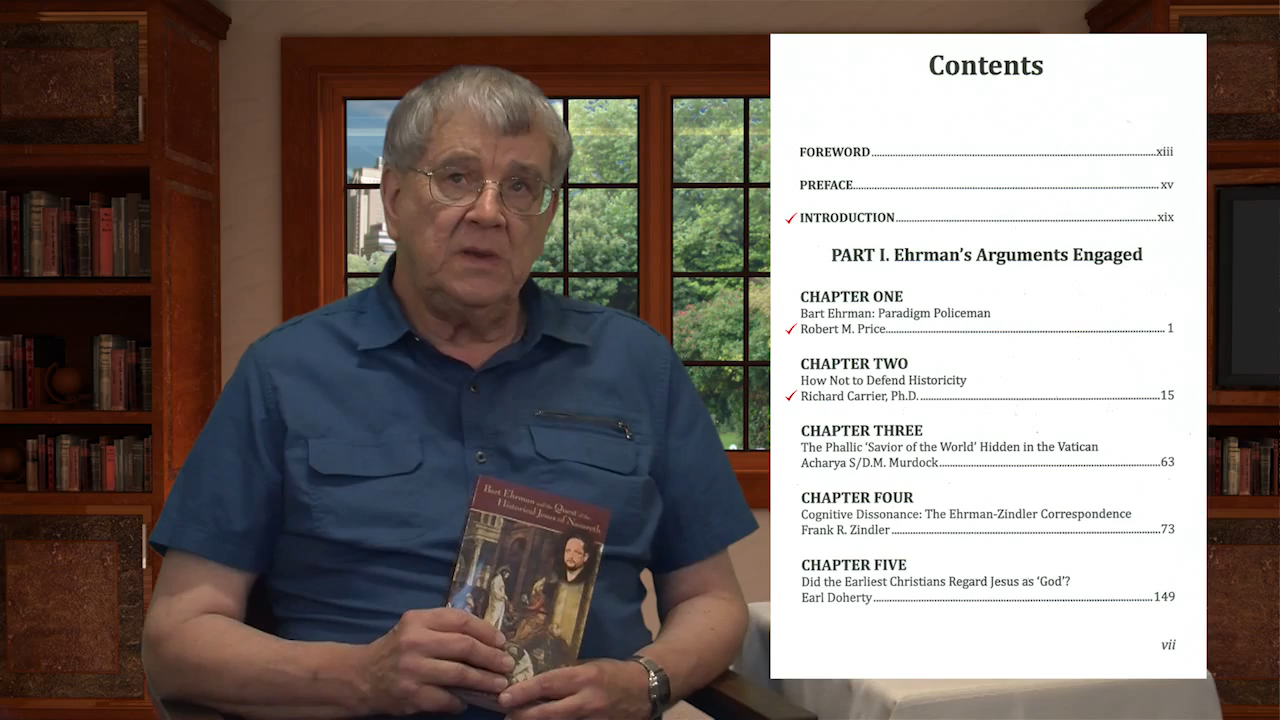 Bart Ehrman and the Quest of the
Historical Jesus of Nazareth
Contents
FOREWORD xiii
PREFACE xv
INTRODUCTION xix
PART I. Ehrman's Arguments Engaged
CHAPTER ONE
Bart Ehrman: Paradigm Policeman
Robert M. Price 1
CHAPTER TWO
How Not to Defend Historicity
Richard Carrier, Ph.D. 15
CHAPTER THREE
The Phallic 'Savior of the World' Hidden in the Vatican
Acharya S/D.M. Murdock 63
CHAPTER FOUR
Cognitive Dissonance: The Ehrman-Zindler Correspondence
Frank R. Zindler 73
CHAPTER FIVE
Did the Earliest Christians Regard Jesus as 'God'?
Earl Doherty 149
vii